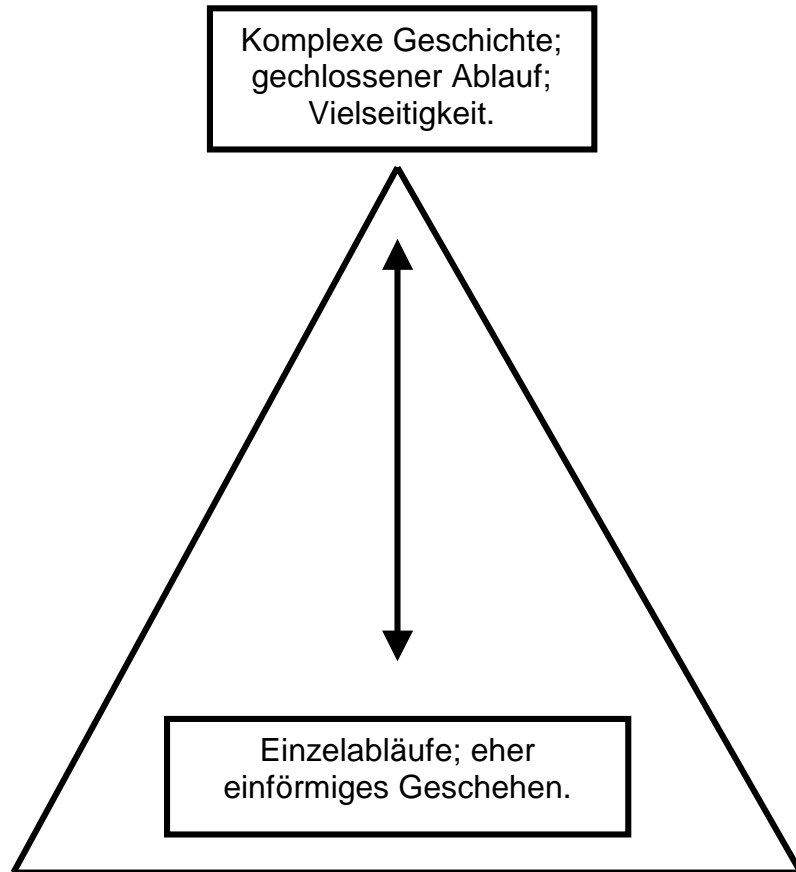 Komplexe Geschichte;
gechlossener Ablauf;
Vielseitigkeit.
Einzelabläufe; eher
einförmiges Geschehen.